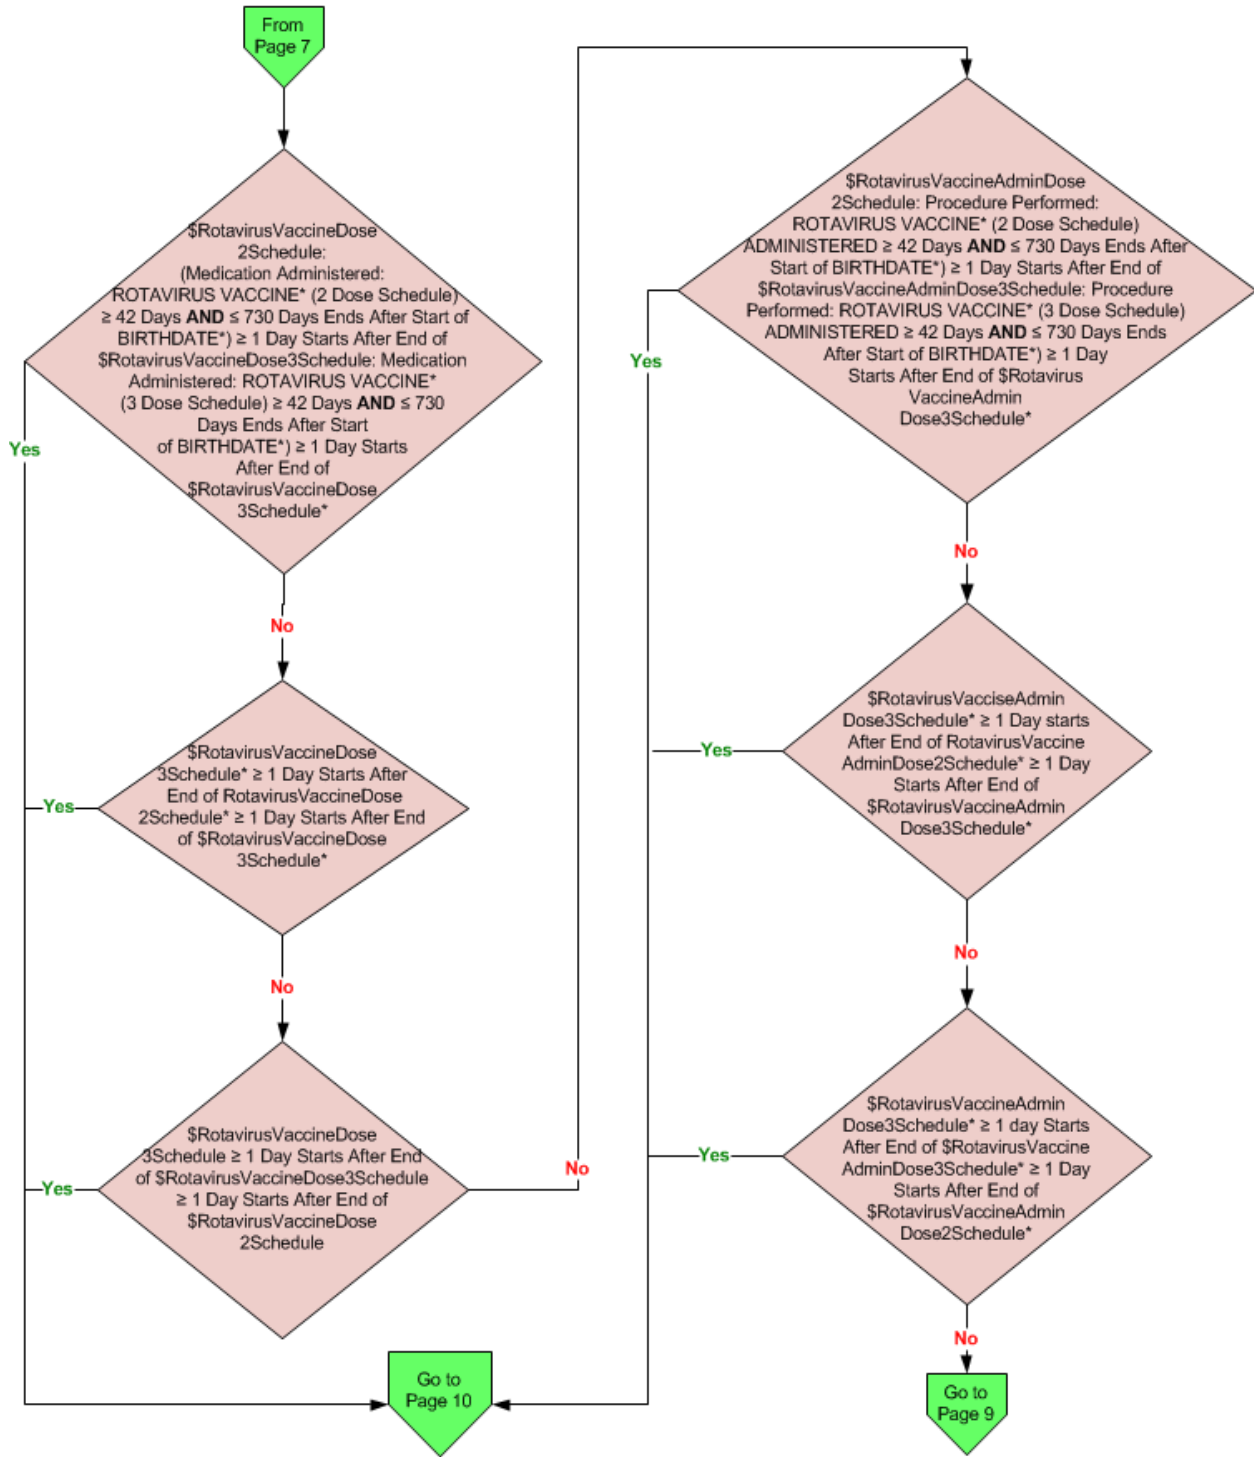 From
Page 7
$RotavirusVaccineDose
2Schedule:
(Medication Administered:
ROTAVIRUS VACCINE* (2 Dose Schedule)
≥ 42 Days AND ≤ 730 Days Ends After Start of
BIRTHDATE*) ≥ 1 Day Starts After End of
$RotavirusVaccineDose3Schedule: Medication
Administered: ROTAVIRUS VACCINE*
(3 Dose Schedule) ≥ 42 Days AND ≤ 730
Days Ends After Start
of BIRTHDATE*) ≥ 1 Day Starts
After End of
$RotavirusVaccineDose
3Schedule*
Yes
No
$RotavirusVaccineDose
3Schedule* ≥ 1 Day Starts After
End of RotavirusVaccineDose
2Schedule* ≥ 1 Day Starts After End
of $RotavirusVaccineDose
3Schedule*
Yes
No
$RotavirusVaccineDose
3Schedule ≥ 1 Day Starts After End
of $RotavirusVaccineDose3Schedule
≥ 1 Day Starts After End of
$RotavirusVaccineDose
2Schedule
Yes
No
$RotavirusVaccineAdminDose
2Schedule: Procedure Performed:
ROTAVIRUS VACCINE* (2 Dose Schedule)
ADMINISTERED ≥ 42 Days AND ≤ 730 Days Ends After
Start of BIRTHDATE*) ≥ 1 Day Starts After End of
$RotavirusVaccineAdminDose3Schedule: Procedure
Performed: ROTAVIRUS VACCINE* (3 Dose Schedule)
ADMINISTERED ≥ 42 Days AND ≤ 730 Days Ends
After Start of BIRTHDATE*) ≥ 1 Day
Starts After End of $Rotavirus
VaccineAdmin
Dose3Schedule*
Yes
No
$RotavirusVacciseAdmin
Dose3Schedule* ≥ 1 Day starts
After End of RotavirusVaccine
AdminDose2Schedule* ≥ 1 Day
Starts After End of
$RotavirusVaccineAdmin
Dose3Schedule*
Yes
No
$RotavirusVaccineAdmin
Dose3Schedule* ≥ 1 day Starts
After End of $RotavirusVaccine
AdminDose3Schedule* ≥ 1 Day
Starts After End of
$RotavirusVaccineAdmin
Dose2Schedule*
Yes
No
Go to
Page 10
Go to
Page 9